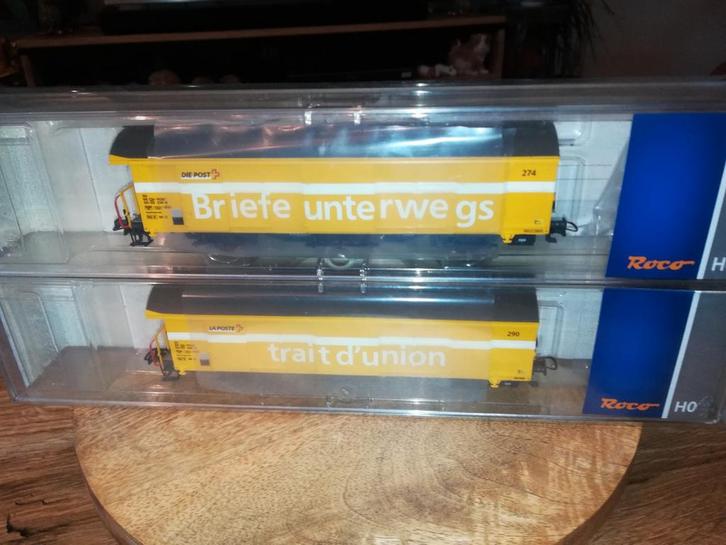 DIE POST
274
Briefe unterwegs
Roco
H
LA POSTE
290
trait d'union
Roco
H0